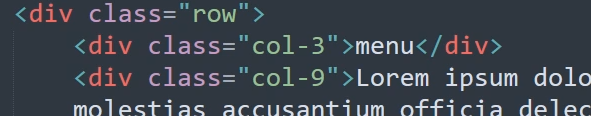 <div class="row">
<div class="col-3">menu</div>
<div class="col-9">Lorem ipsum dolo
molestias accusantium officia delec